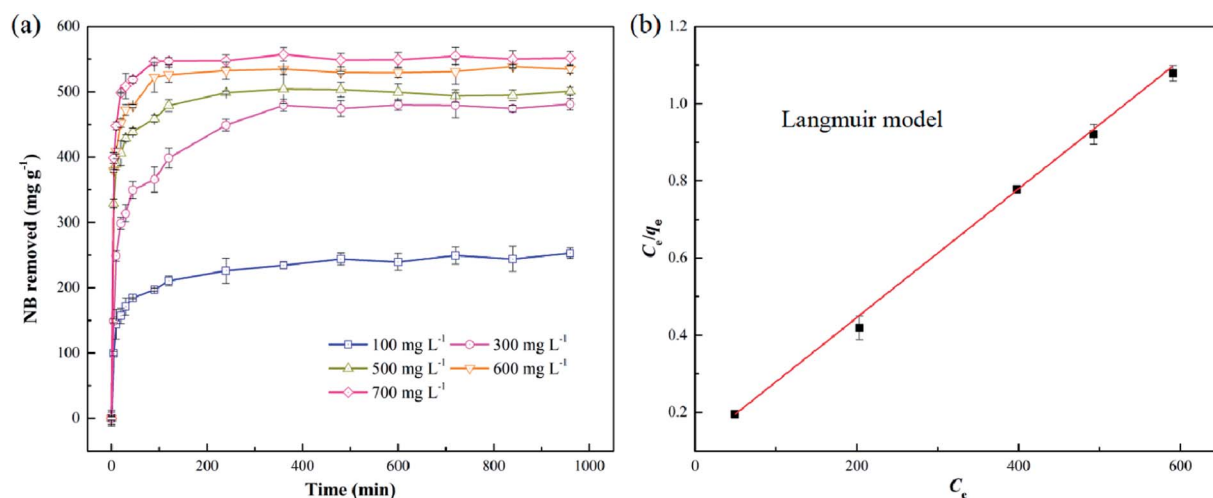 (a)
600
500
400
300
200
100
0
NB removed (mg g⁻¹)
100 mg L⁻¹ 300 mg L⁻¹
500 mg L⁻¹ 600 mg L⁻¹
700 mg L⁻¹
0 200 400 600 800 1000
Time (min)
(b)
1.2
1.0
0.8
0.6
0.4
0.2
Cₑ/qₑ
Langmuir model
0 200 400 600
Cₑ